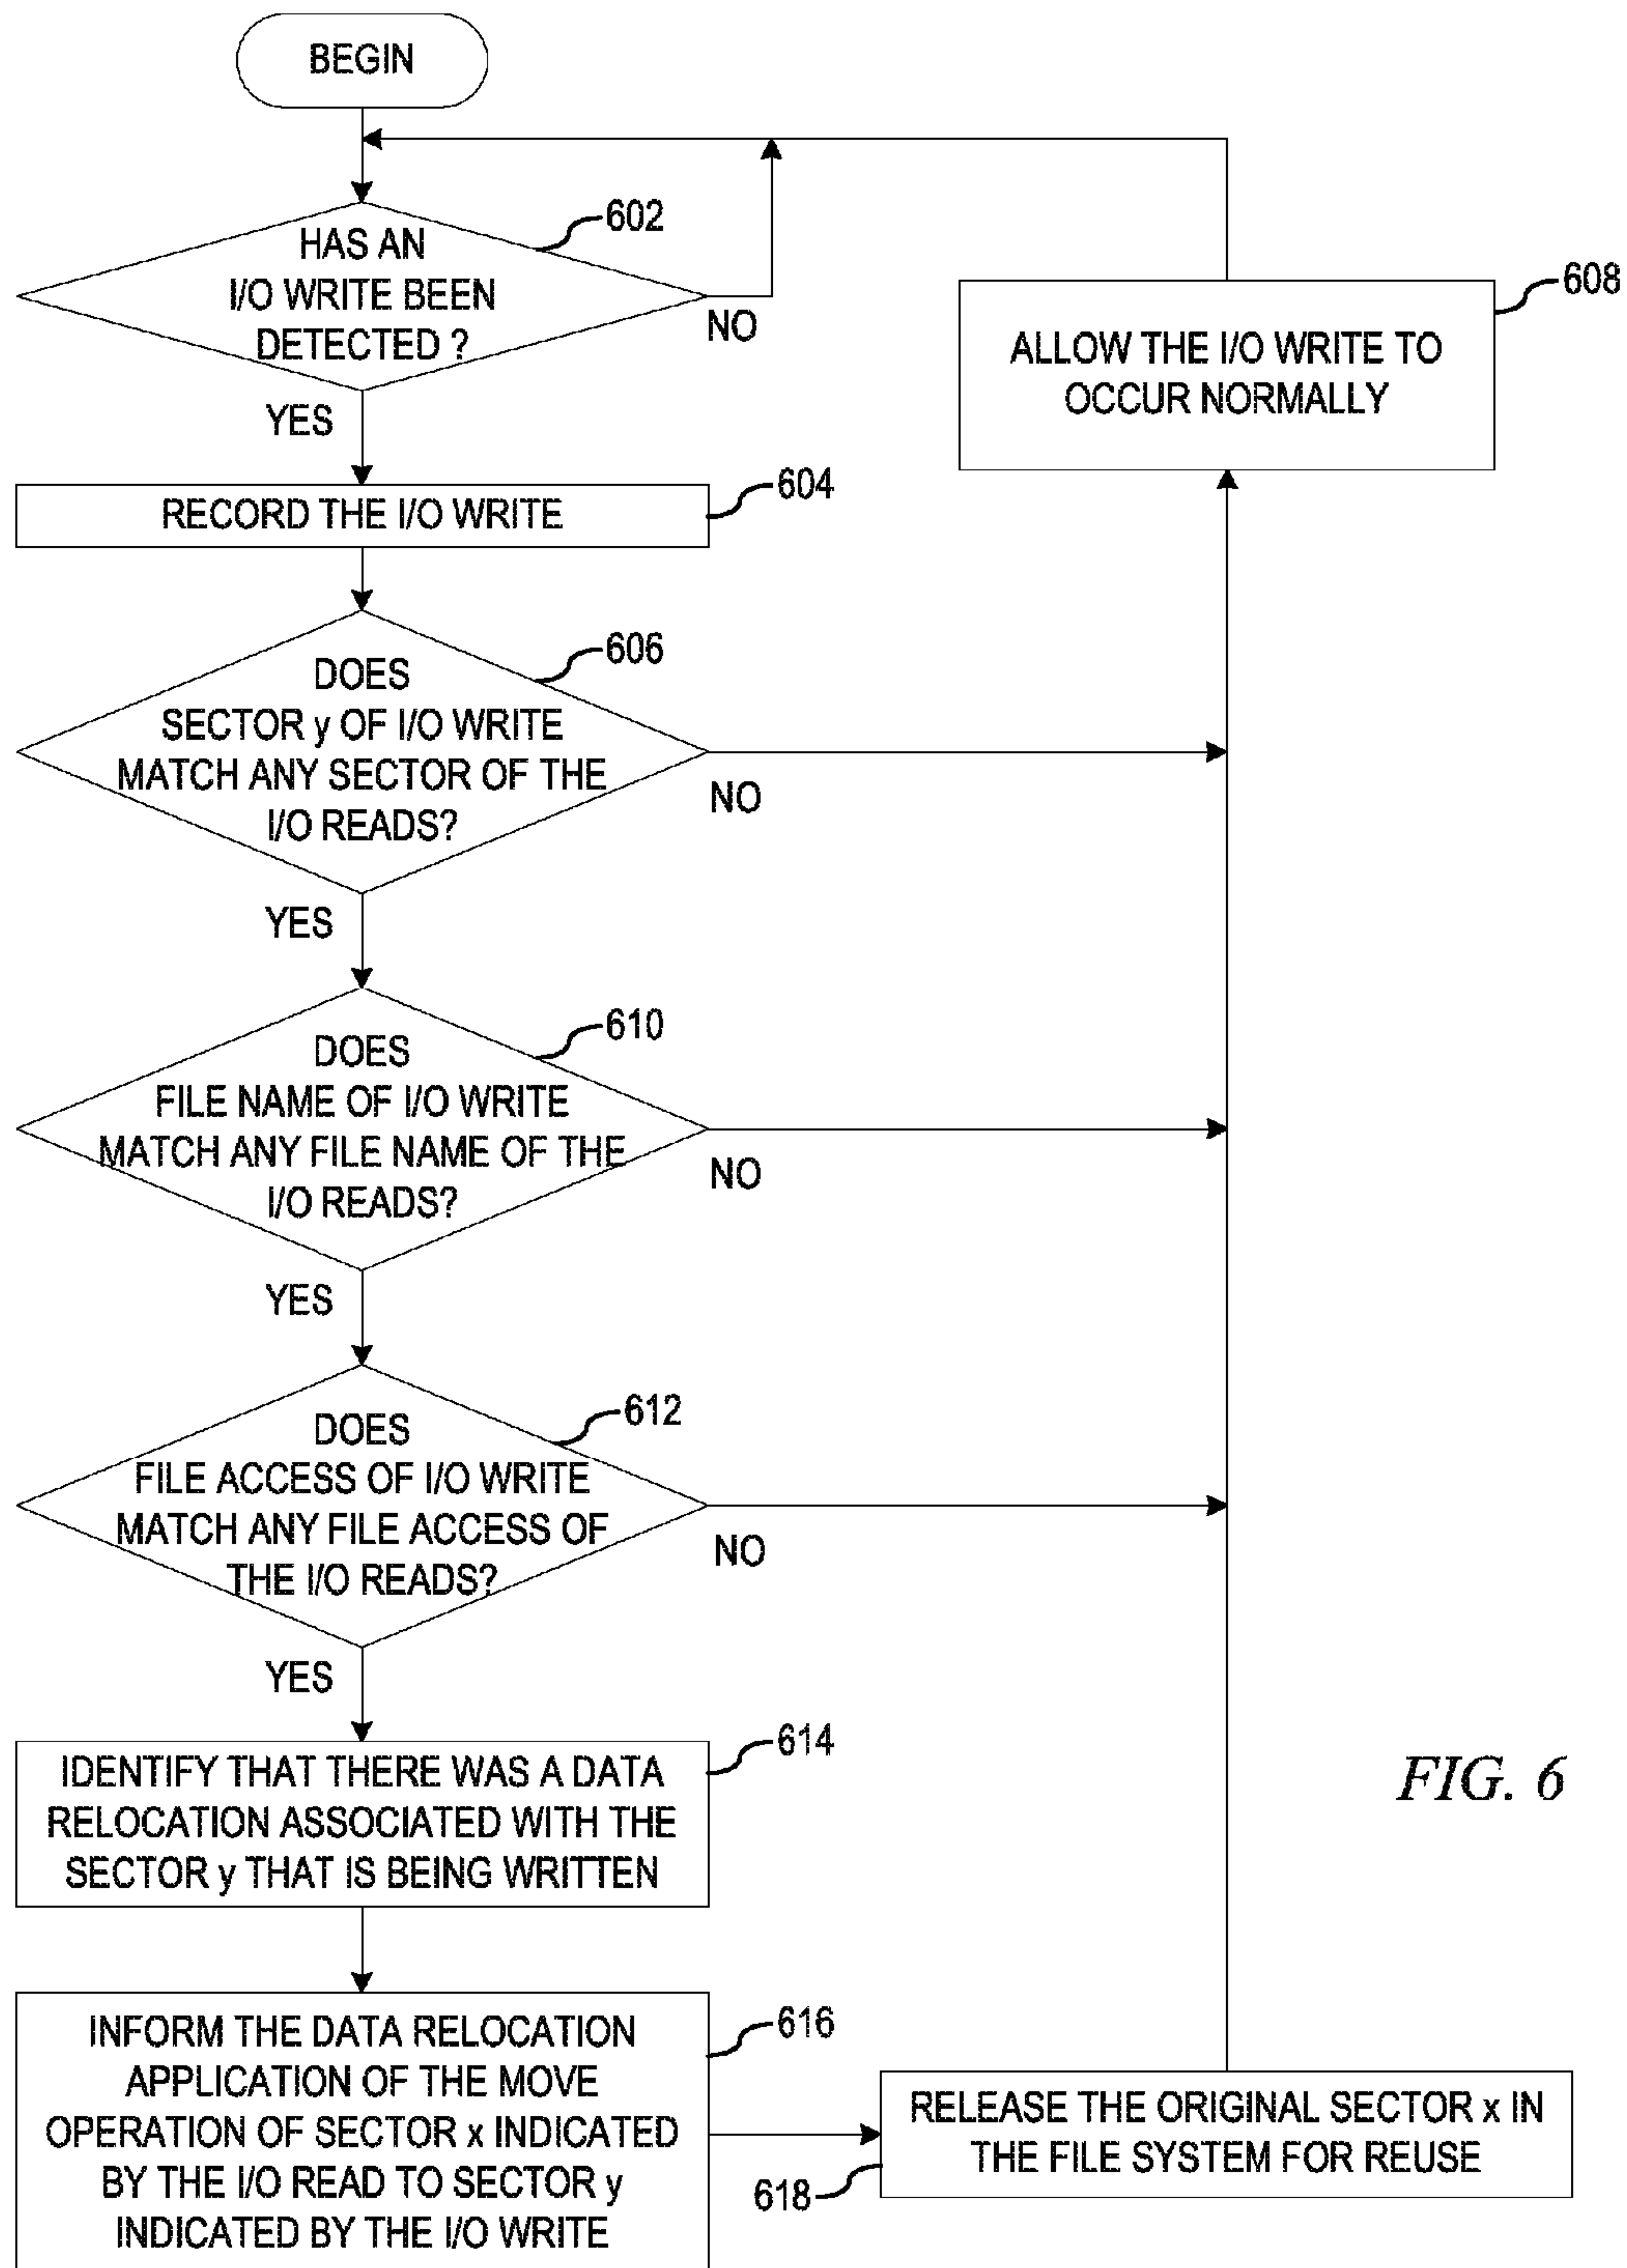 BEGIN
602
HAS AN
I/O WRITE BEEN
DETECTED ?
NO
YES
608
ALLOW THE I/O WRITE TO
OCCUR NORMALLY
604
RECORD THE I/O WRITE
606
DOES
SECTOR y OF I/O WRITE
MATCH ANY SECTOR OF THE
I/O READS?
NO
YES
610
DOES
FILE NAME OF I/O WRITE
MATCH ANY FILE NAME OF THE
I/O READS?
NO
YES
612
DOES
FILE ACCESS OF I/O WRITE
MATCH ANY FILE ACCESS OF
THE I/O READS?
NO
YES
614
IDENTIFY THAT THERE WAS A DATA
RELOCATION ASSOCIATED WITH THE
SECTOR y THAT IS BEING WRITTEN
FIG. 6
616
INFORM THE DATA RELOCATION
APPLICATION OF THE MOVE
OPERATION OF SECTOR x INDICATED
BY THE I/O READ TO SECTOR y
INDICATED BY THE I/O WRITE
RELEASE THE ORIGINAL SECTOR x IN
THE FILE SYSTEM FOR REUSE
618